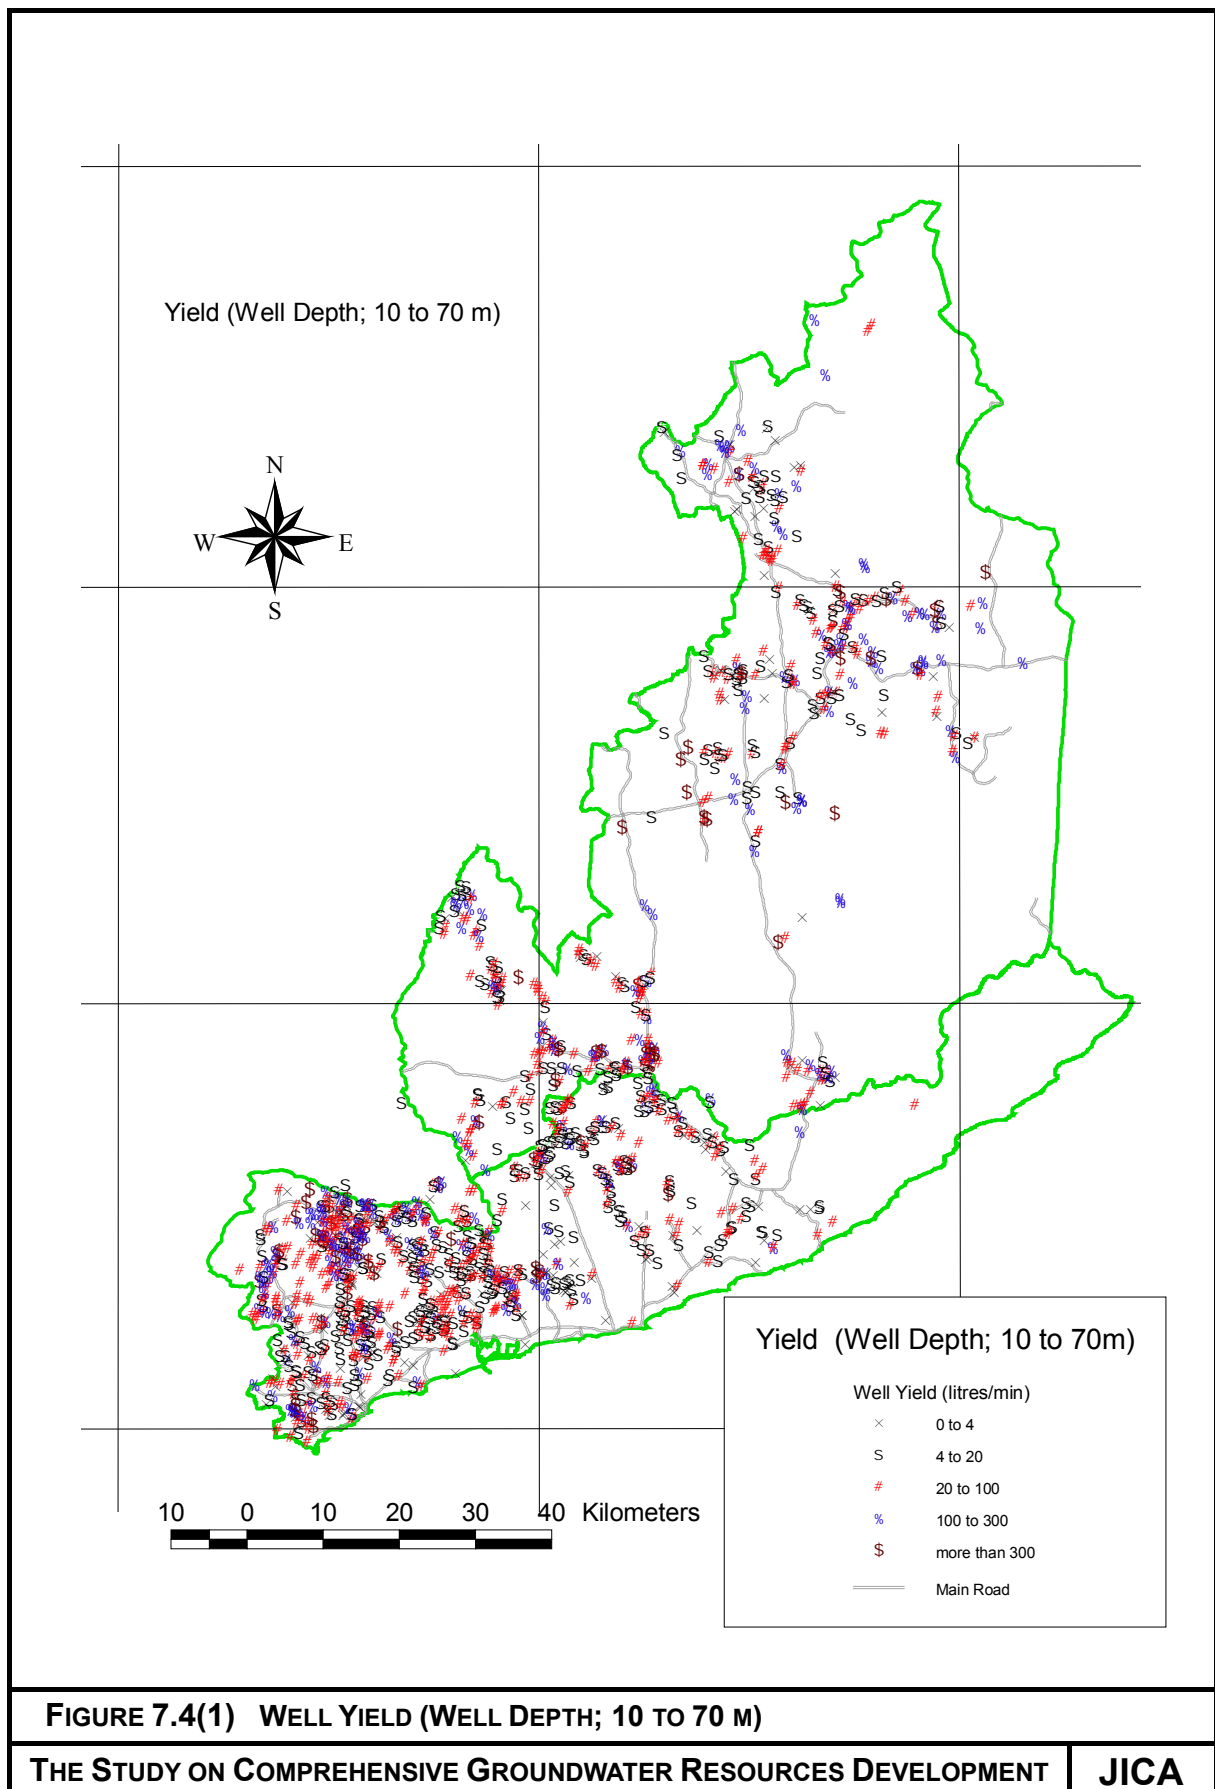 Yield (Well Depth; 10 to 70 m)
N
W E
S
Yield (Well Depth; 10 to 70m)
Well Yield (litres/min)
× 0 to 4
S 4 to 20
# 20 to 100
% 100 to 300
$ more than 300
Main Road
10 0 10 20 30 40 Kilometers
FIGURE 7.4(1) WELL YIELD (WELL DEPTH; 10 TO 70 M)
THE STUDY ON COMPREHENSIVE GROUNDWATER RESOURCES DEVELOPMENT JICA